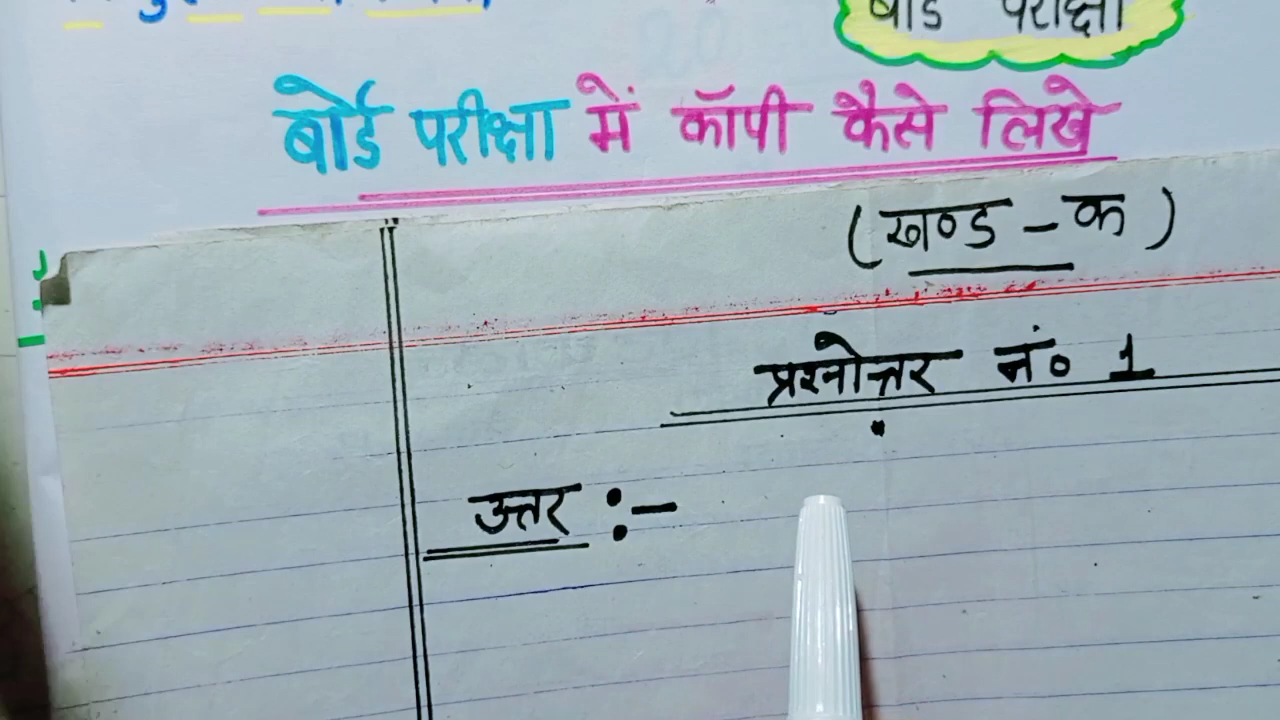 बोर्ड परीक्षा
बोर्ड परीक्षा में कॉपी कैसे लिखे
(खण्ड - क)
प्रश्नोत्तर नं० 1
उत्तर :-